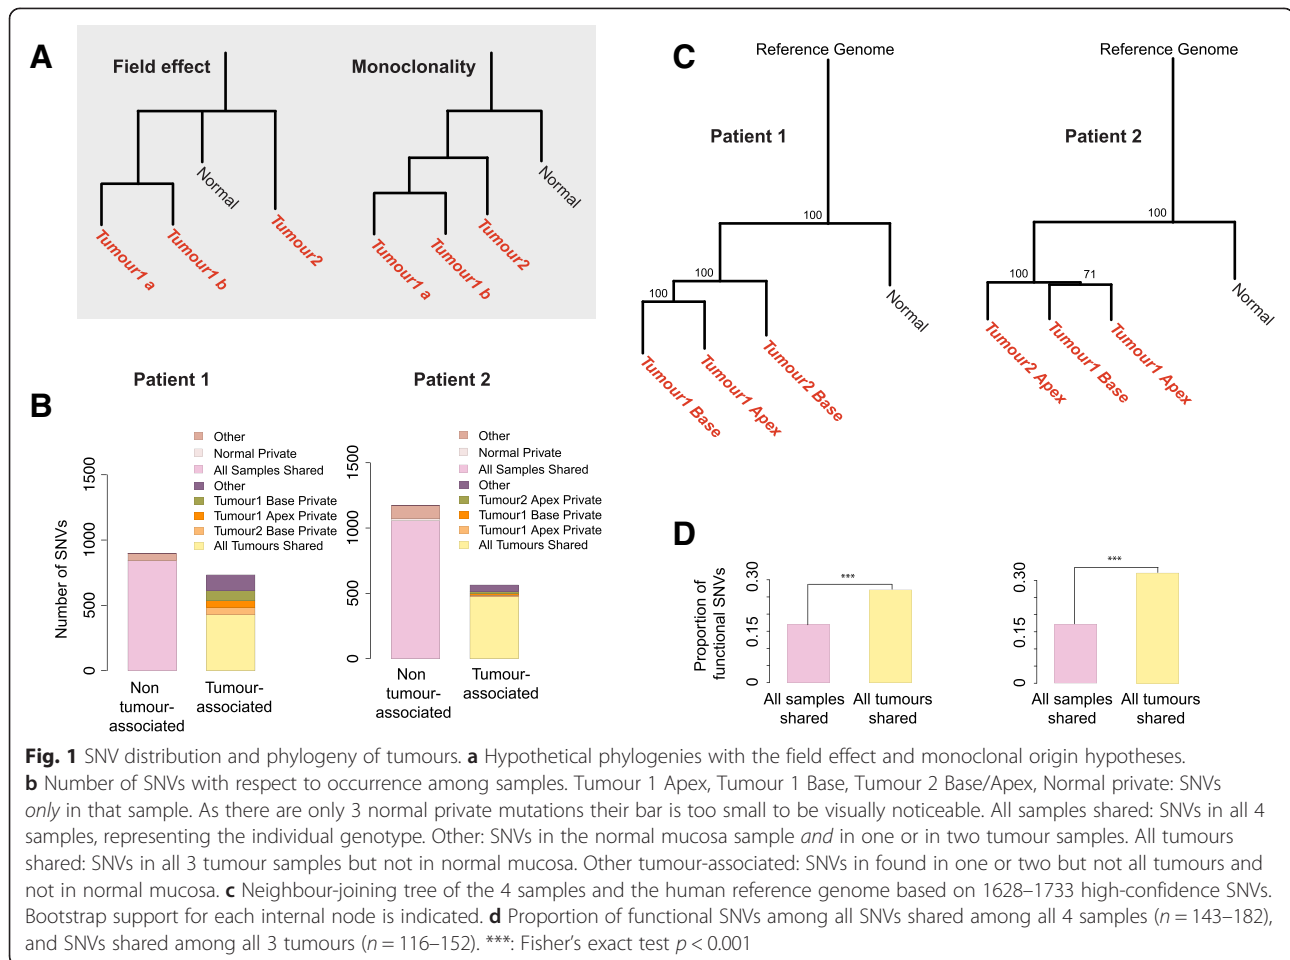 A
Field effect
Normal
Tumour1 a
Tumour1 b
Tumour2
Monoclonality
Normal
Tumour1 a
Tumour1 b
Tumour2
C
Reference Genome
Patient 1
100
100
100
Normal
Tumour1 Base
Tumour1 Apex
Tumour2 Base
Reference Genome
Patient 2
100
100
71
Normal
Tumour2 Apex
Tumour1 Base
Tumour1 Apex
B
Patient 1
Number of SNVs
0
500
1000
1500
Other
Normal Private
All Samples Shared
Other
Tumour1 Base Private
Tumour1 Apex Private
Tumour2 Base Private
All Tumours Shared
Non
tumour-
associated
Tumour-
associated
Patient 2
0
500
1000
1500
Other
Normal Private
All Samples Shared
Other
Tumour2 Apex Private
Tumour1 Base Private
Tumour1 Apex Private
All Tumours Shared
Non
tumour-
associated
Tumour-
associated
D
Proportion of
functional SNVs
0
0.15
0.30
***
All samples
shared
All tumours
shared
0
0.15
0.30
***
All samples
shared
All tumours
shared
Fig. 1 SNV distribution and phylogeny of tumours. a Hypothetical phylogenies with the field effect and monoclonal origin hypotheses.
b Number of SNVs with respect to occurrence among samples. Tumour 1 Apex, Tumour 1 Base, Tumour 2 Base/Apex, Normal private: SNVs
only in that sample. As there are only 3 normal private mutations their bar is too small to be visually noticeable. All samples shared: SNVs in all 4
samples, representing the individual genotype. Other: SNVs in the normal mucosa sample and in one or in two tumour samples. All tumours
shared: SNVs in all 3 tumour samples but not in normal mucosa. Other tumour-associated: SNVs in found in one or two but not all tumours and
not in normal mucosa. c Neighbour-joining tree of the 4 samples and the human reference genome based on 1628–1733 high-confidence SNVs.
Bootstrap support for each internal node is indicated. d Proportion of functional SNVs among all SNVs shared among all 4 samples (n = 143–182),
and SNVs shared among all 3 tumours (n = 116–152). ***: Fisher's exact test p < 0.001